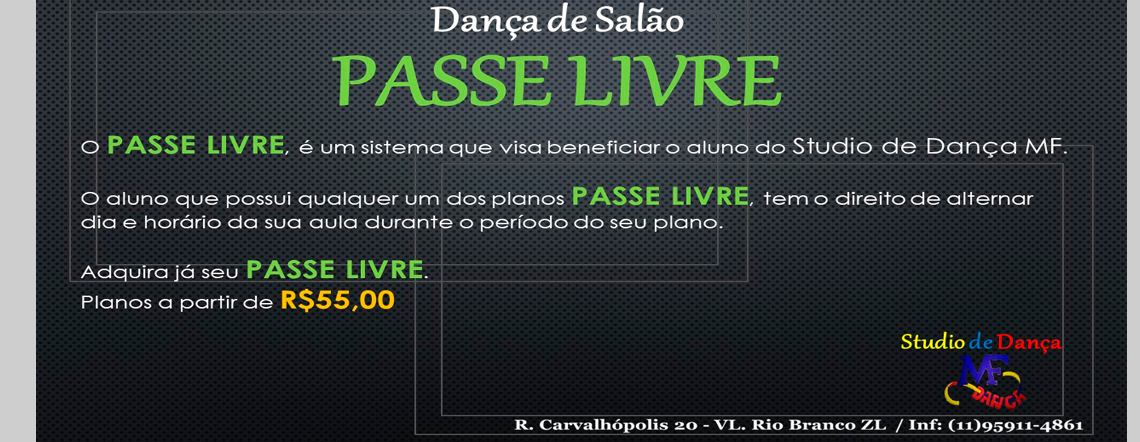 Dança de Salão
PASSE LIVRE
O PASSE LIVRE, é um sistema que visa beneficiar o aluno do Studio de Dança MF.
O aluno que possui qualquer um dos planos PASSE LIVRE, tem o direito de alternar
dia e horário da sua aula durante o período do seu plano.
Adquira já seu PASSE LIVRE.
Planos a partir de R$55,00
Studio de Dança
MF
DANÇA
R. Carvalhópolis 20 - VL. Rio Branco ZL / Inf: (11)95911-4861